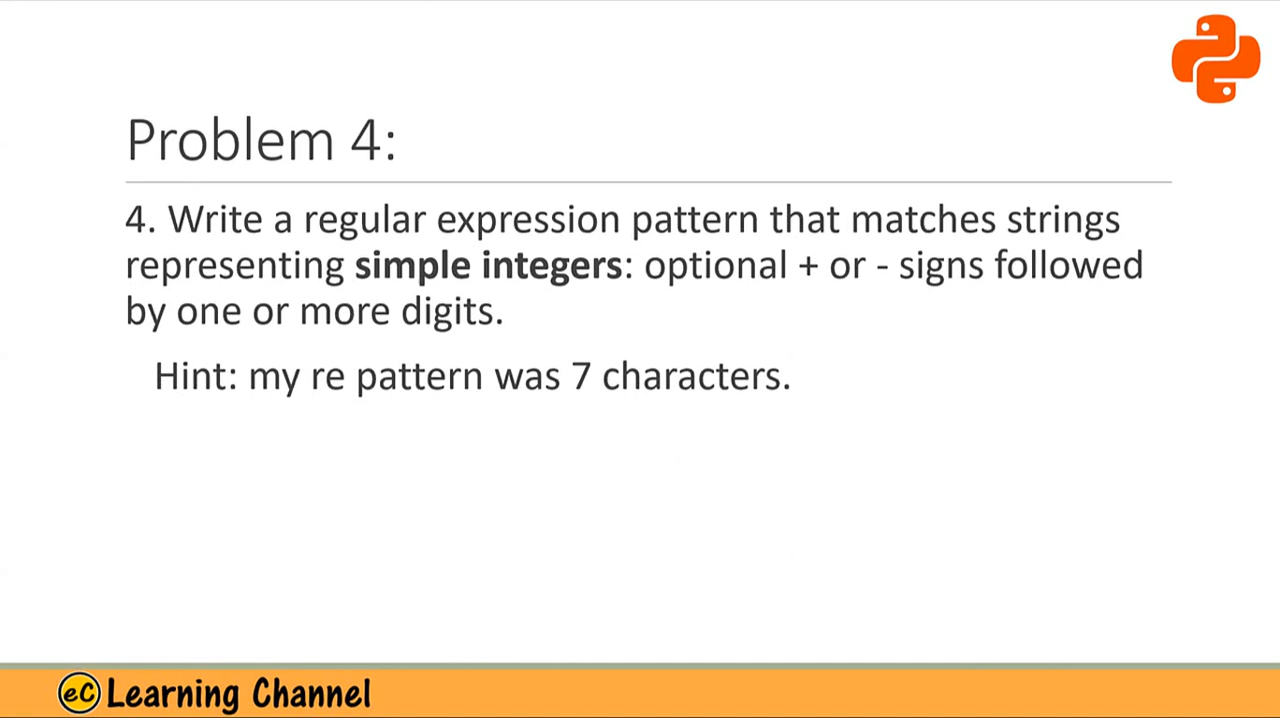 Problem 4:
4. Write a regular expression pattern that matches strings
representing simple integers: optional + or - signs followed
by one or more digits.
Hint: my re pattern was 7 characters.
eC Learning Channel